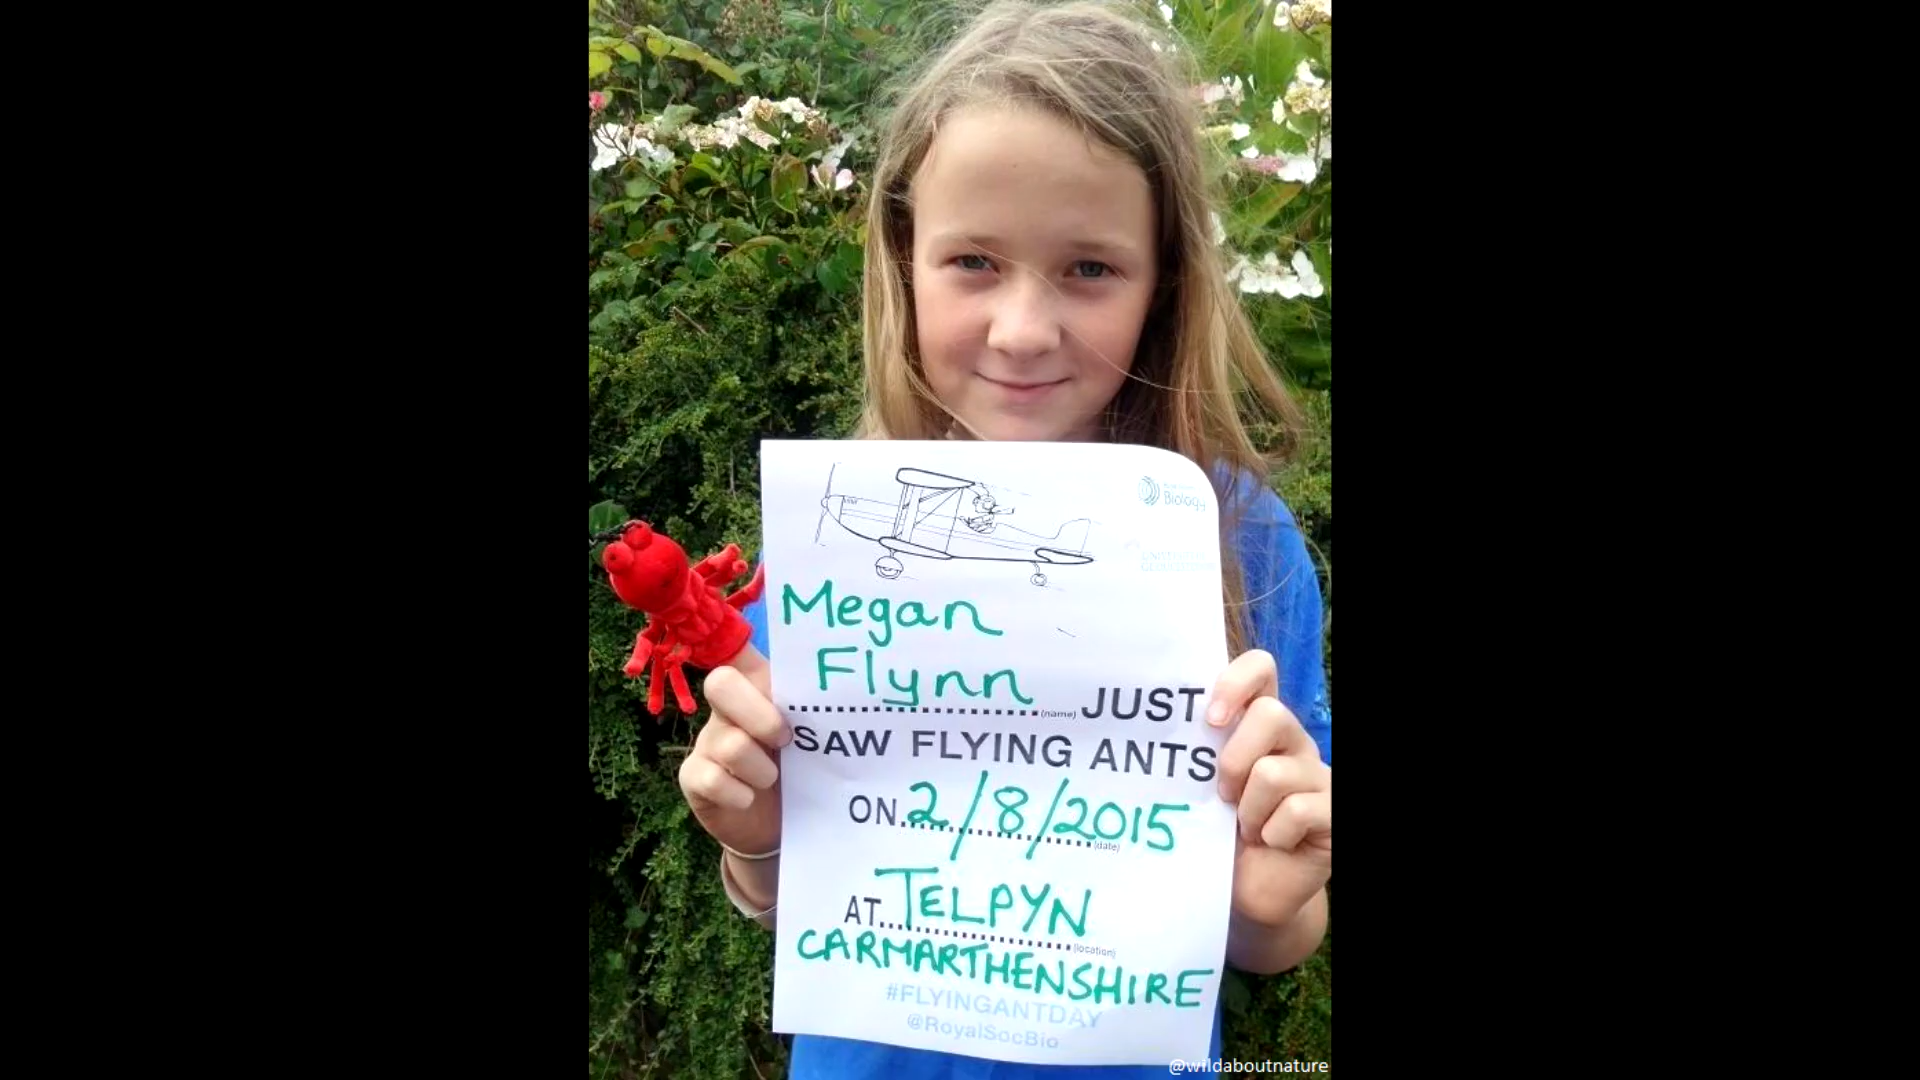 Biology
Megan
Flynn
(name) JUST
SAW FLYING ANTS
ON 2/8/2015
(date)
AT TELPYN
(location)
CARMARTHENSHIRE
#FLYINGANTDAY
@RoyalSocBio
@wildaboutnature